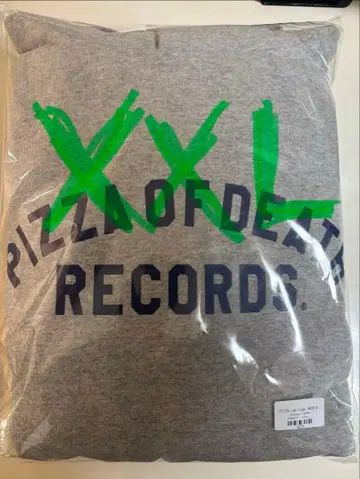 XXL
PIZZA OF DEATH
RECORDS.®